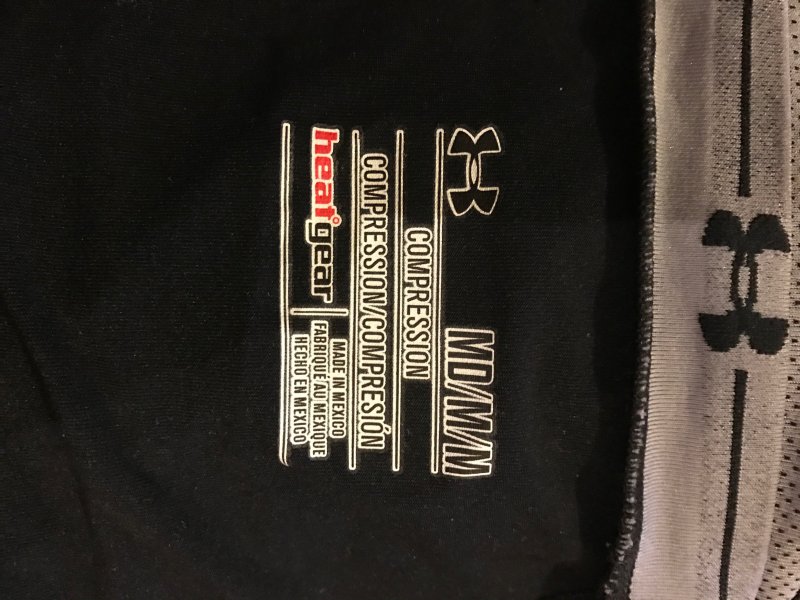 MD/M/M
COMPRESSION
COMPRESSION/COMPRESIÓN
heatgear
MADE IN MEXICO
FABRIQUÉ AU MEXIQUE
HECHO EN MEXICO